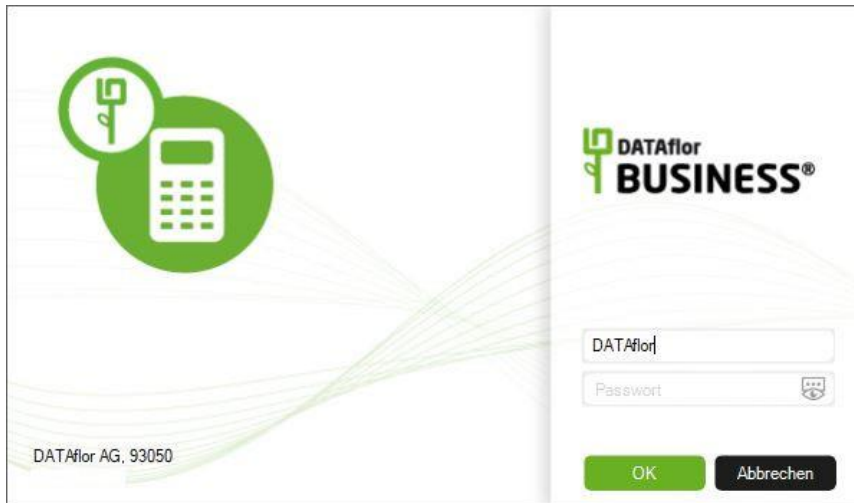 DATAflor
BUSINESS®
DATAflor
Passwort
DATAflor AG, 93050
OK
Abbrechen